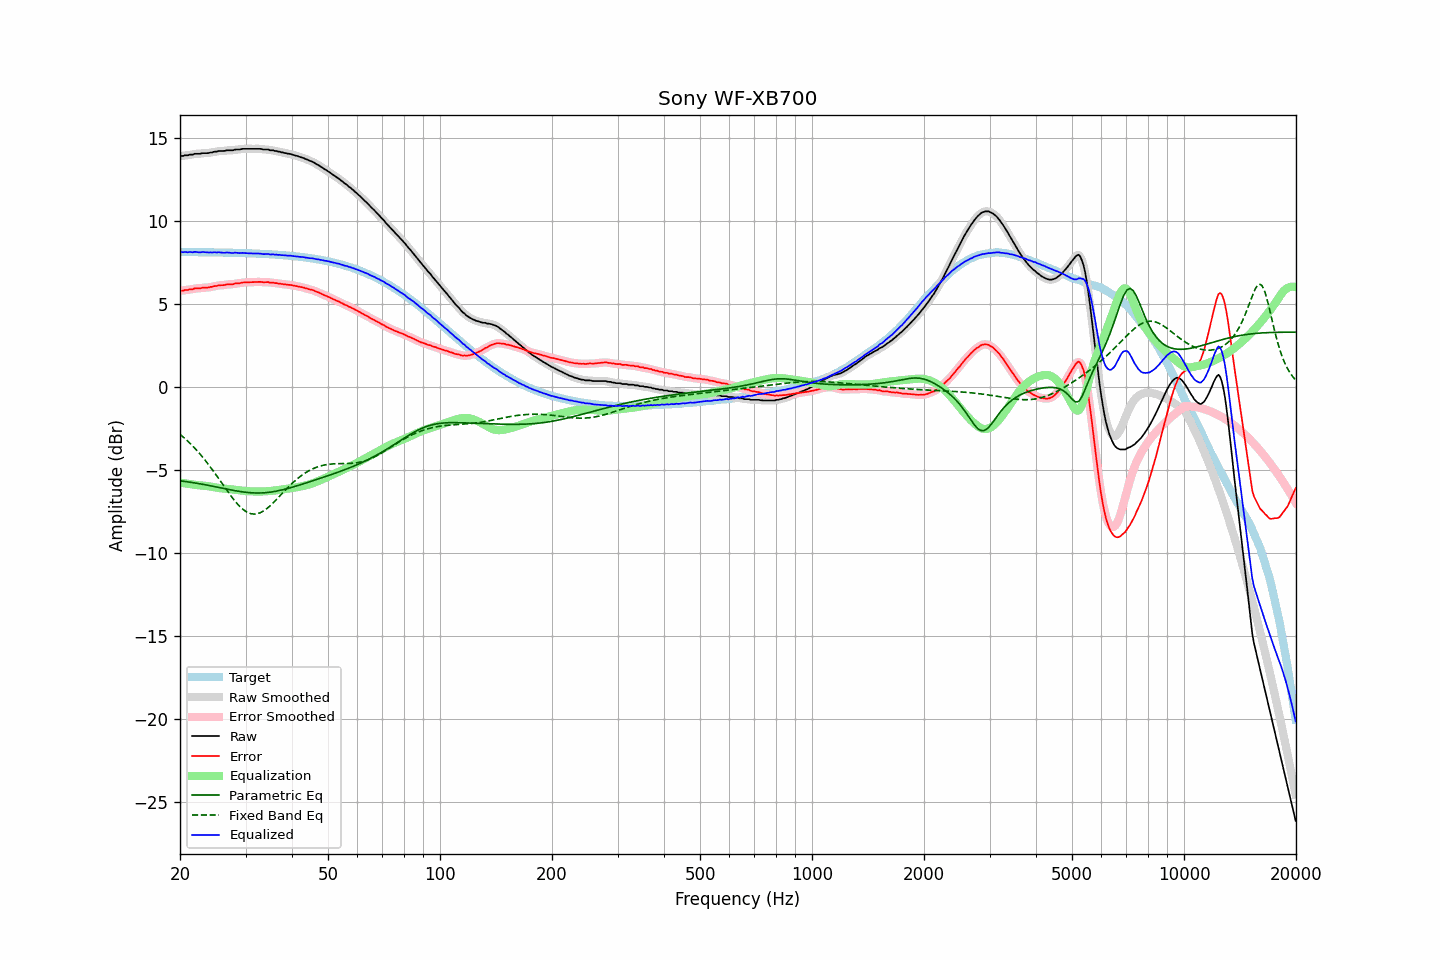 Sony WF-XB700
15
10
5
0
−5
−10
−15
−20
−25
Amplitude (dBr)
Target
Raw Smoothed
Error Smoothed
Raw
Error
Equalization
Parametric Eq
Fixed Band Eq
Equalized
20 50 100 200 500 1000 2000 5000 10000 20000
Frequency (Hz)